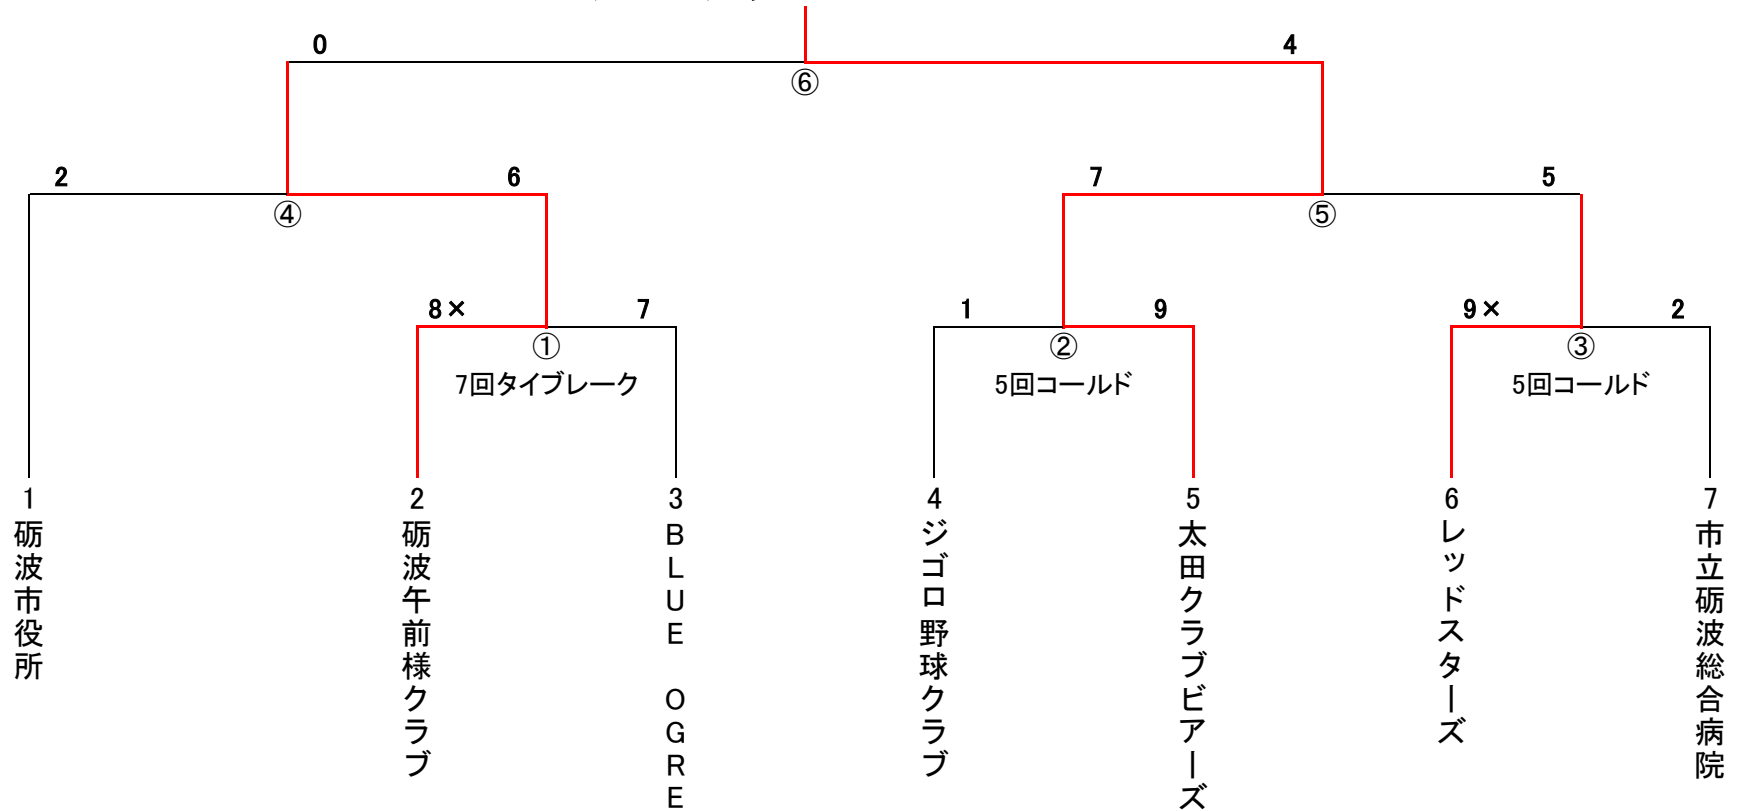 0 4
⑥
2 6 7 5
④ ⑤
8× 7 1 9 9× 2
① ② ③
7回タイブレーク 5回コールド 5回コールド
1 2 3 4 5 6 7
砺波市役所
砺波午前様クラブ
BLUE OGRE
ジゴロ野球クラブ
太田クラブビアーズ
レッドスターズ
市立砺波総合病院